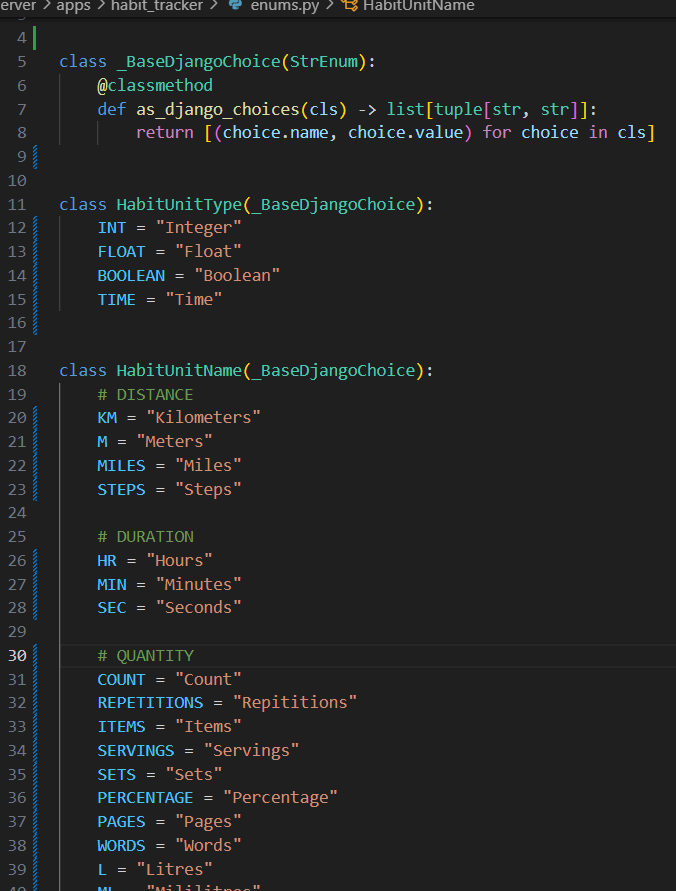 erver > apps > habit_tracker > enums.py > HabitUnitName
4
5 class _BaseDjangoChoice(StrEnum):
6 @classmethod
7 def as_django_choices(cls) -> list[tuple[str, str]]:
8 return [(choice.name, choice.value) for choice in cls]
9
10
11 class HabitUnitType(_BaseDjangoChoice):
12 INT = "Integer"
13 FLOAT = "Float"
14 BOOLEAN = "Boolean"
15 TIME = "Time"
16
17
18 class HabitUnitName(_BaseDjangoChoice):
19 # DISTANCE
20 KM = "Kilometers"
21 M = "Meters"
22 MILES = "Miles"
23 STEPS = "Steps"
24
25 # DURATION
26 HR = "Hours"
27 MIN = "Minutes"
28 SEC = "Seconds"
29
30 # QUANTITY
31 COUNT = "Count"
32 REPETITIONS = "Repititions"
33 ITEMS = "Items"
34 SERVINGS = "Servings"
35 SETS = "Sets"
36 PERCENTAGE = "Percentage"
37 PAGES = "Pages"
38 WORDS = "Words"
39 L = "Litres"